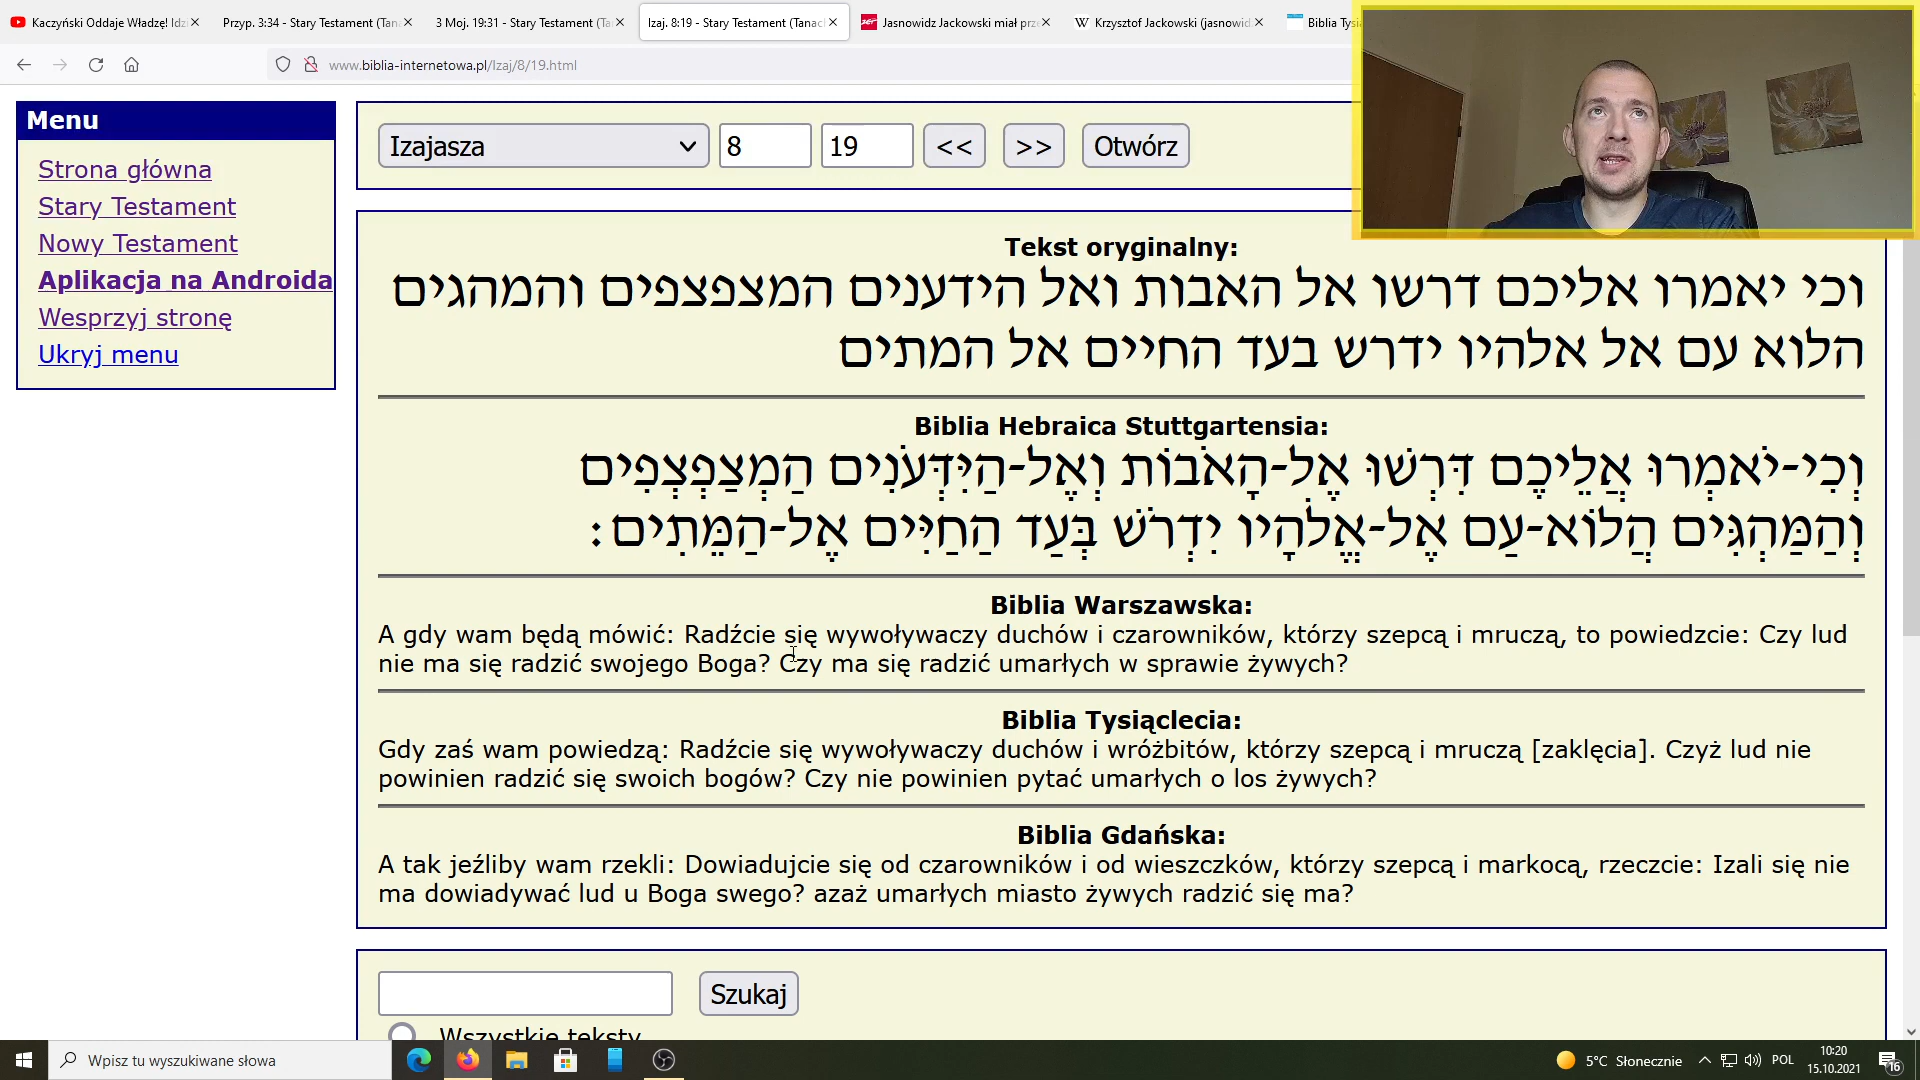 Kaczyński Oddaje Władzę! Idzi
Przyp. 3:34 - Stary Testament (Tana
3 Moj. 19:31 - Stary Testament (Ta
Izaj. 8:19 - Stary Testament (Tanac
Jasnowidz Jackowski miał prze
Krzysztof Jackowski (jasnowid
Biblia Tysią
www.biblia-internetowa.pl/Izaj/8/19.html
Menu
Strona główna
Stary Testament
Nowy Testament
Aplikacja na Androida
Wesprzyj stronę
Ukryj menu
Izajasza 8 19 << >> Otwórz
Tekst oryginalny:
וכי יאמרו אליכם דרשו אל האבות ואל הידענים המצפצפים והמהגים
הלוא עם אל אלהיו ידרש בעד החיים אל המתים
Biblia Hebraica Stuttgartensia:
וְכִי-יֹאמְרוּ אֲלֵיכֶם דִּרְשׁוּ אֶל-הָאֹבוֹת וְאֶל-הַיִּדְּעֹנִים הַמְצַפְצְפִים
וְהַמַּהְגִּים הֲלוֹא-עַם אֶל-אֱלֹהָיו יִדְרֹשׁ בְּעַד הַחַיִּים אֶל-הַמֵּתִים׃
Biblia Warszawska:
A gdy wam będą mówić: Radźcie się wywoływaczy duchów i czarowników, którzy szepcą i mruczą, to powiedzcie: Czy lud
nie ma się radzić swojego Boga? Czy ma się radzić umarłych w sprawie żywych?
Biblia Tysiąclecia:
Gdy zaś wam powiedzą: Radźcie się wywoływaczy duchów i wróżbitów, którzy szepcą i mruczą [zaklęcia]. Czyż lud nie
powinien radzić się swoich bogów? Czy nie powinien pytać umarłych o los żywych?
Biblia Gdańska:
A tak jeźliby wam rzekli: Dowiadujcie się od czarowników i od wieszczków, którzy szepcą i markocą, rzeczcie: Izali się nie
ma dowiadywać lud u Boga swego? azaż umarłych miasto żywych radzić się ma?
Szukaj
Wszystkie teksty
Wpisz tu wyszukiwane słowa
5°C Słonecznie
POL
10:20
15.10.2021
16